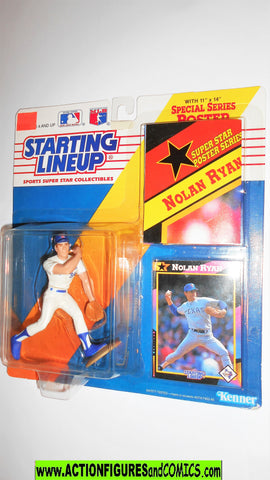 4 AND UP
WITH 11" x 14"
SPECIAL SERIES
POSTER
STARTING
LINEUP
SPORTS SUPER STAR COLLECTIBLES
SUPER STAR
POSTER SERIES
NOLAN RYAN
NOLAN RYAN
TEXAS
Kenner
www.ACTIONFIGURESandCOMICS.com